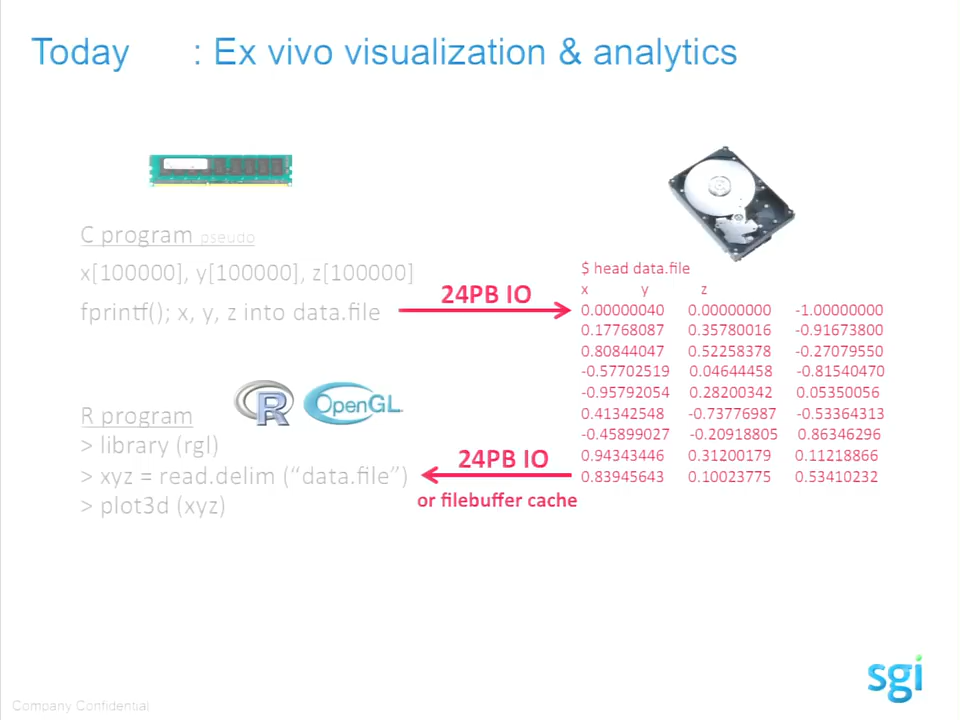 Today : Ex vivo visualization & analytics
C program pseudo
x[100000], y[100000], z[100000]
fprintf(); x, y, z into data.file
24PB IO
$ head data.file
x y z
0.00000040 0.00000000 -1.00000000
0.17768087 0.35780016 -0.91673800
0.80844047 0.52258378 -0.27079550
-0.57702519 0.04644458 -0.81540470
-0.95792054 0.28200342 0.05350056
0.41342548 -0.73776987 -0.53364313
-0.45899027 -0.20918805 0.86346296
0.94343446 0.31200179 0.11218866
0.83945643 0.10023775 0.53410232
R
OpenGL
R program
> library (rgl)
> xyz = read.delim (“data.file”)
> plot3d (xyz)
24PB IO
or filebuffer cache
sgi
Company Confidential